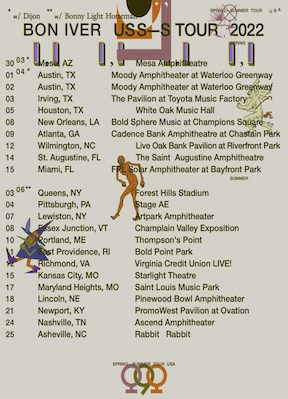 * w/ Dijon    ** w/ Bonny Light Horseman
SPRING + SUMMER TOUR USA
BON IVER USS–S TOUR 2022
SPRING
30 03 * Mesa, AZ Mesa Amphitheatre
01 04 * Austin, TX Moody Amphitheater at Waterloo Greenway
02 Austin, TX Moody Amphitheater at Waterloo Greenway
03 Irving, TX The Pavilion at Toyota Music Factory
05 Houston, TX White Oak Music Hall
08 New Orleans, LA Bold Sphere Music at Champions Square
09 Atlanta, GA Cadence Bank Amphitheatre at Chastain Park
12 Wilmington, NC Live Oak Bank Pavilion at Riverfront Park
14 St. Augustine, FL The Saint Augustine Amphitheatre
15 Miami, FL FPL Solar Amphitheater at Bayfront Park
SUMMER
03 06 ** Queens, NY Forest Hills Stadium
04 Pittsburgh, PA Stage AE
07 Lewiston, NY Artpark Amphitheater
08 Essex Junction, VT Champlain Valley Exposition
10 Portland, ME Thompson's Point
East Providence, RI Bold Point Park
Richmond, VA Virginia Credit Union LIVE!
15 Kansas City, MO Starlight Theatre
17 Maryland Heights, MO Saint Louis Music Park
18 Lincoln, NE Pinewood Bowl Amphitheater
21 Newport, KY PromoWest Pavilion at Ovation
24 Nashville, TN Ascend Amphitheater
25 Asheville, NC Rabbit Rabbit
SPRING + SUMMER TOUR USA